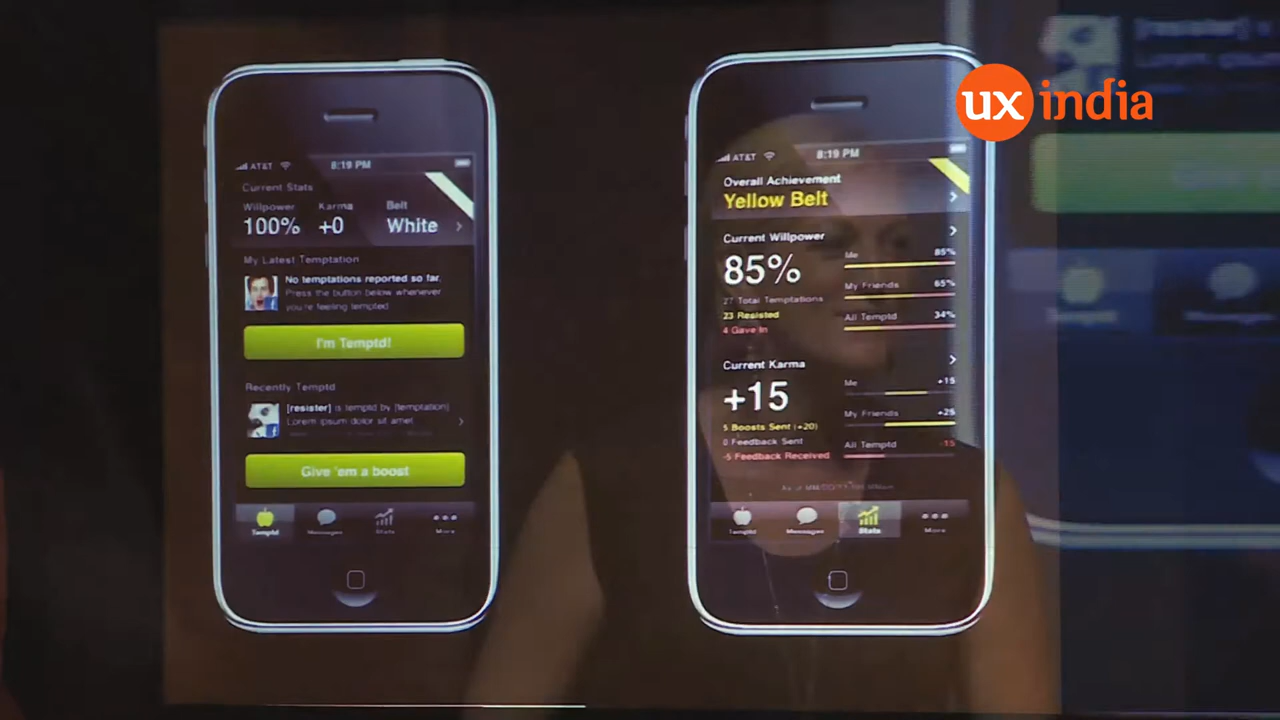 ux india
AT&T 8:19 PM
Current Stats
Willpower Karma Belt
100% +0 White
My Latest Temptation
No temptations reported so far.
Press the button below whenever
you're feeling tempted.
I'm Temptd!
Recently Temptd
[resister] is temptd by [temptation]
Lorem ipsum dolor sit amet
Give 'em a boost
Temptd Messages Stats More
AT&T 8:19 PM
Overall Achievement
Yellow Belt
Current Willpower
85%
27 Total Temptations
23 Resisted
4 Gave In
Me 85%
My Friends 65%
All Temptd 34%
Current Karma
+15
5 Boosts Sent (+20)
0 Feedback Sent
-5 Feedback Received
Me +15
My Friends +25
All Temptd -15
Temptd Messages Stats More
[resister]
Lorem ipsum